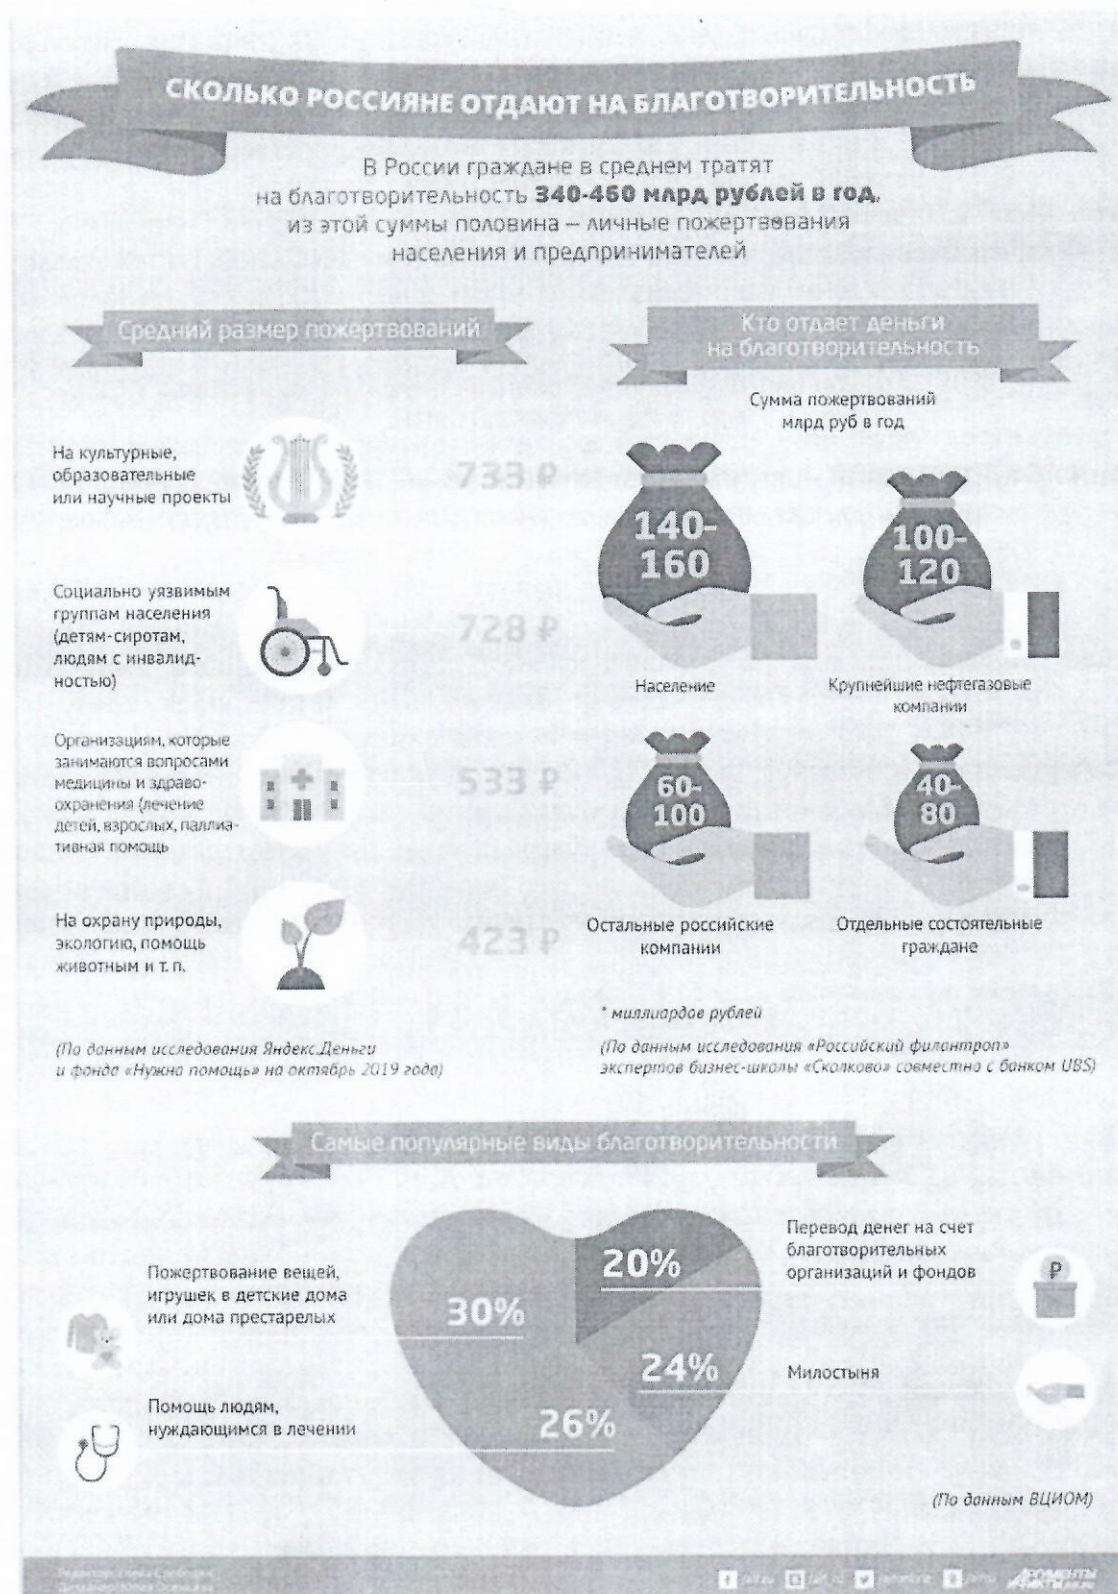 СКОЛЬКО РОССИЯНЕ ОТДАЮТ НА БЛАГОТВОРИТЕЛЬНОСТЬ
В России граждане в среднем тратят
на благотворительность 340-460 млрд рублей в год,
из этой суммы половина – личные пожертвования
населения и предпринимателей
Средний размер пожертвований
На культурные,
образовательные
или научные проекты
733 ₽
Социально уязвимым
группам населения
(детям-сиротам,
людям с инвалид-
ностью)
728 ₽
Организациям, которые
занимаются вопросами
медицины и здраво-
охранения (лечение
детей, взрослых, паллиа-
тивная помощь
533 ₽
На охрану природы,
экологию, помощь
животным и т. п.
423 ₽
(По данным исследования Яндекс.Деньги
и фонда «Нужна помощь» на октябрь 2019 года)
Кто отдает деньги
на благотворительность
Сумма пожертвований
млрд руб в год
140-
160
Население
100-
120
Крупнейшие нефтегазовые
компании
60-
100
Остальные российские
компании
40-
80
Отдельные состоятельные
граждане
* миллиардов рублей
(По данным исследования «Российский филантроп»
экспертов бизнес-школы «Сколково» совместно с банком UBS)
Самые популярные виды благотворительности
Пожертвование вещей,
игрушек в детские дома
или дома престарелых
30%
Помощь людям,
нуждающимся в лечении
26%
20%
Перевод денег на счет
благотворительных
организаций и фондов
₽
24%
Милостыня
(По данным ВЦИОМ)
АРГУМЕНТЫ